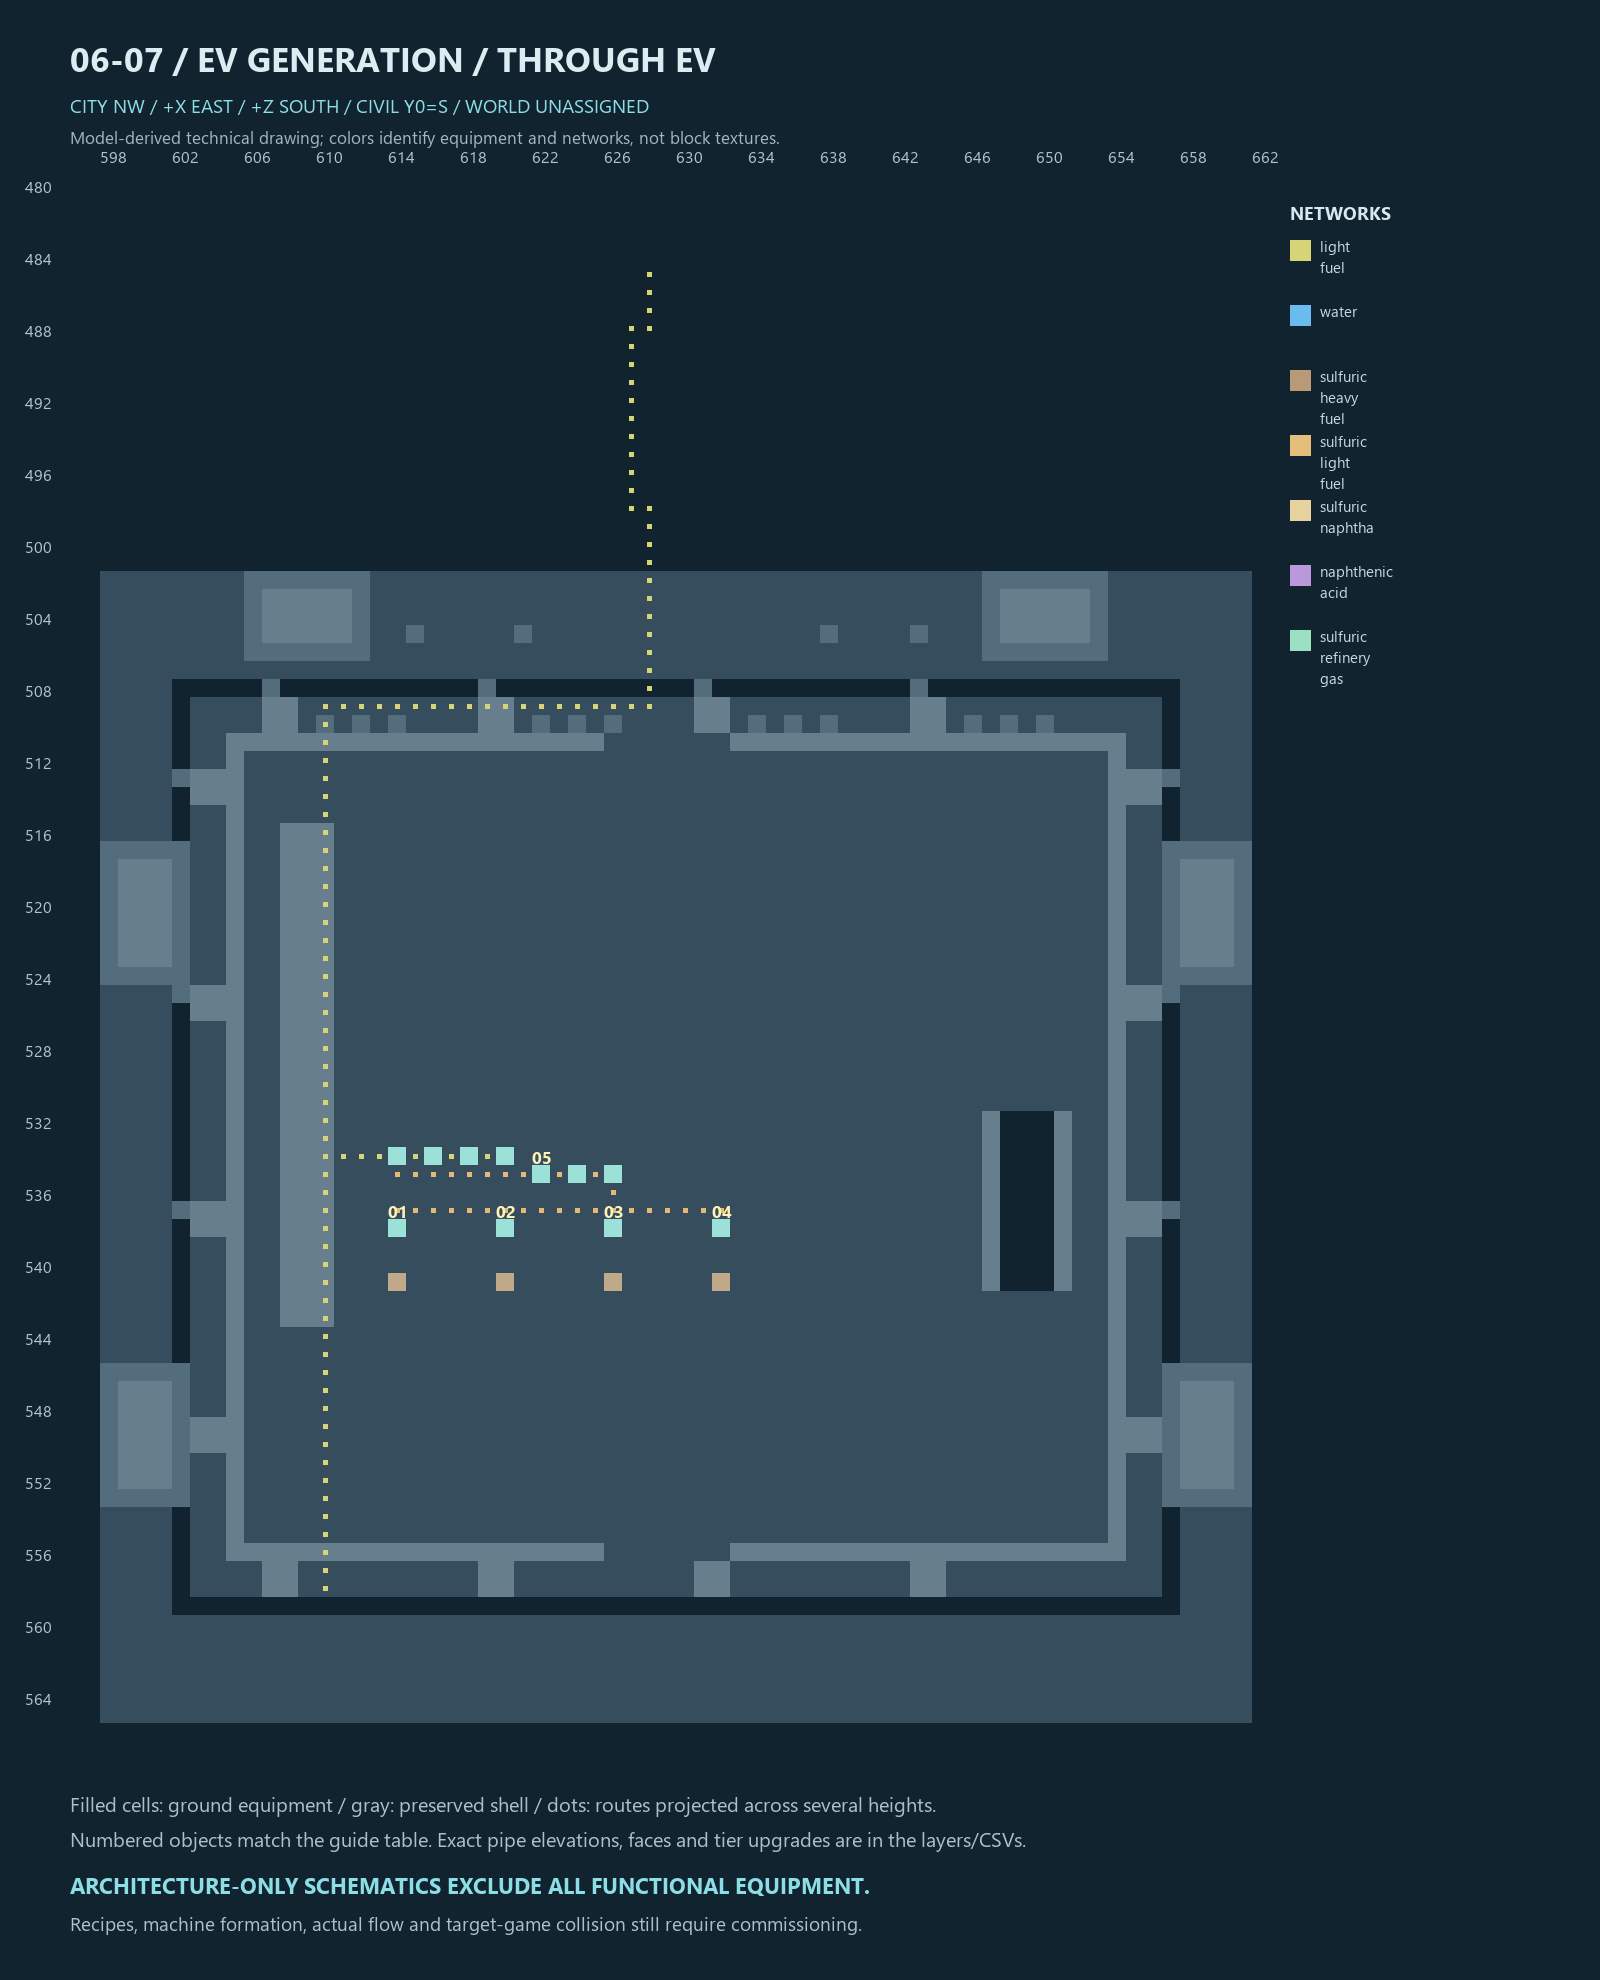 06-07 / EV GENERATION / THROUGH EV
CITY NW / +X EAST / +Z SOUTH / CIVIL Y0=S / WORLD UNASSIGNED
Model-derived technical drawing; colors identify equipment and networks, not block textures.
598 602 606 610 614 618 622 626 630 634 638 642 646 650 654 658 662
480
484
488
492
496
500
504
508
512
516
520
524
528
532
536
540
544
548
552
556
560
564
05
01 02 03 04
NETWORKS
light
fuel
water
sulfuric
heavy
fuel
sulfuric
light
fuel
sulfuric
naphtha
naphthenic
acid
sulfuric
refinery
gas
Filled cells: ground equipment / gray: preserved shell / dots: routes projected across several heights.
Numbered objects match the guide table. Exact pipe elevations, faces and tier upgrades are in the layers/CSVs.
ARCHITECTURE-ONLY SCHEMATICS EXCLUDE ALL FUNCTIONAL EQUIPMENT.
Recipes, machine formation, actual flow and target-game collision still require commissioning.